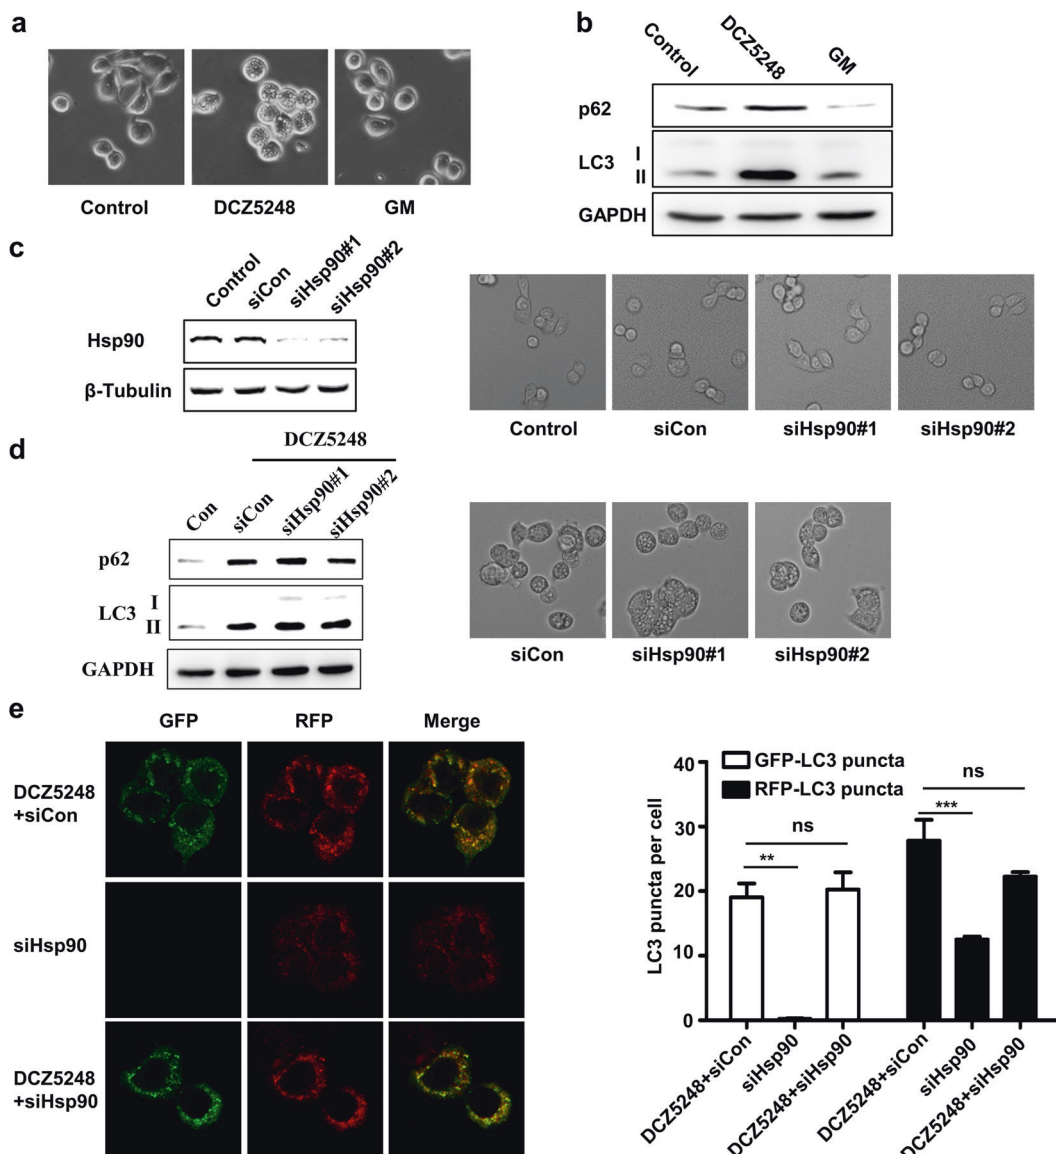 a
Control
DCZ5248
GM
b
Control
DCZ5248
GM
p62
LC3
I
II
GAPDH
c
Control
siCon
siHsp90#1
siHsp90#2
Hsp90
β-Tubulin
Control
siCon
siHsp90#1
siHsp90#2
d
DCZ5248
Con
siCon
siHsp90#1
siHsp90#2
p62
LC3
I
II
GAPDH
siCon
siHsp90#1
siHsp90#2
e
GFP
RFP
Merge
DCZ5248
+siCon
siHsp90
DCZ5248
+siHsp90
GFP-LC3 puncta
RFP-LC3 puncta
LC3 puncta per cell
40
30
20
10
0
ns
**
ns
***
DCZ5248+siCon
siHsp90
DCZ5248+siHsp90
DCZ5248+siCon
siHsp90
DCZ5248+siHsp90